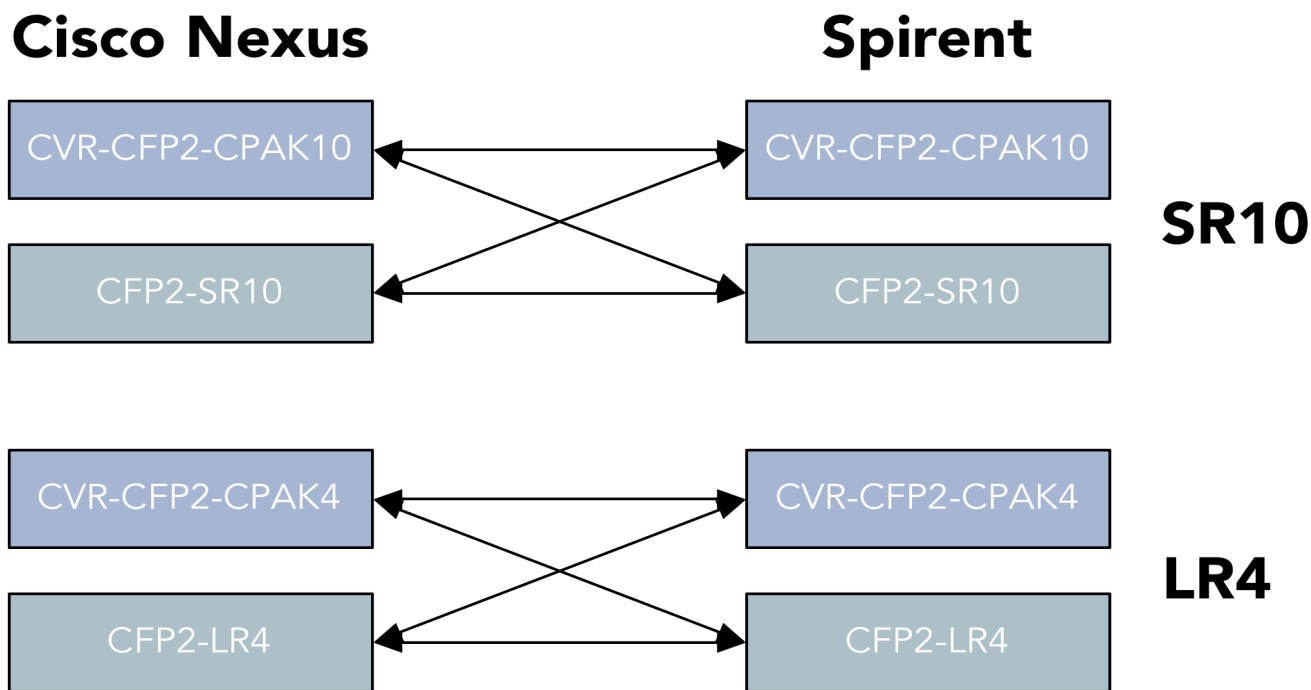 Cisco Nexus
Spirent
CVR-CFP2-CPAK10
CVR-CFP2-CPAK10
SR10
CFP2-SR10
CFP2-SR10
CVR-CFP2-CPAK4
CVR-CFP2-CPAK4
LR4
CFP2-LR4
CFP2-LR4